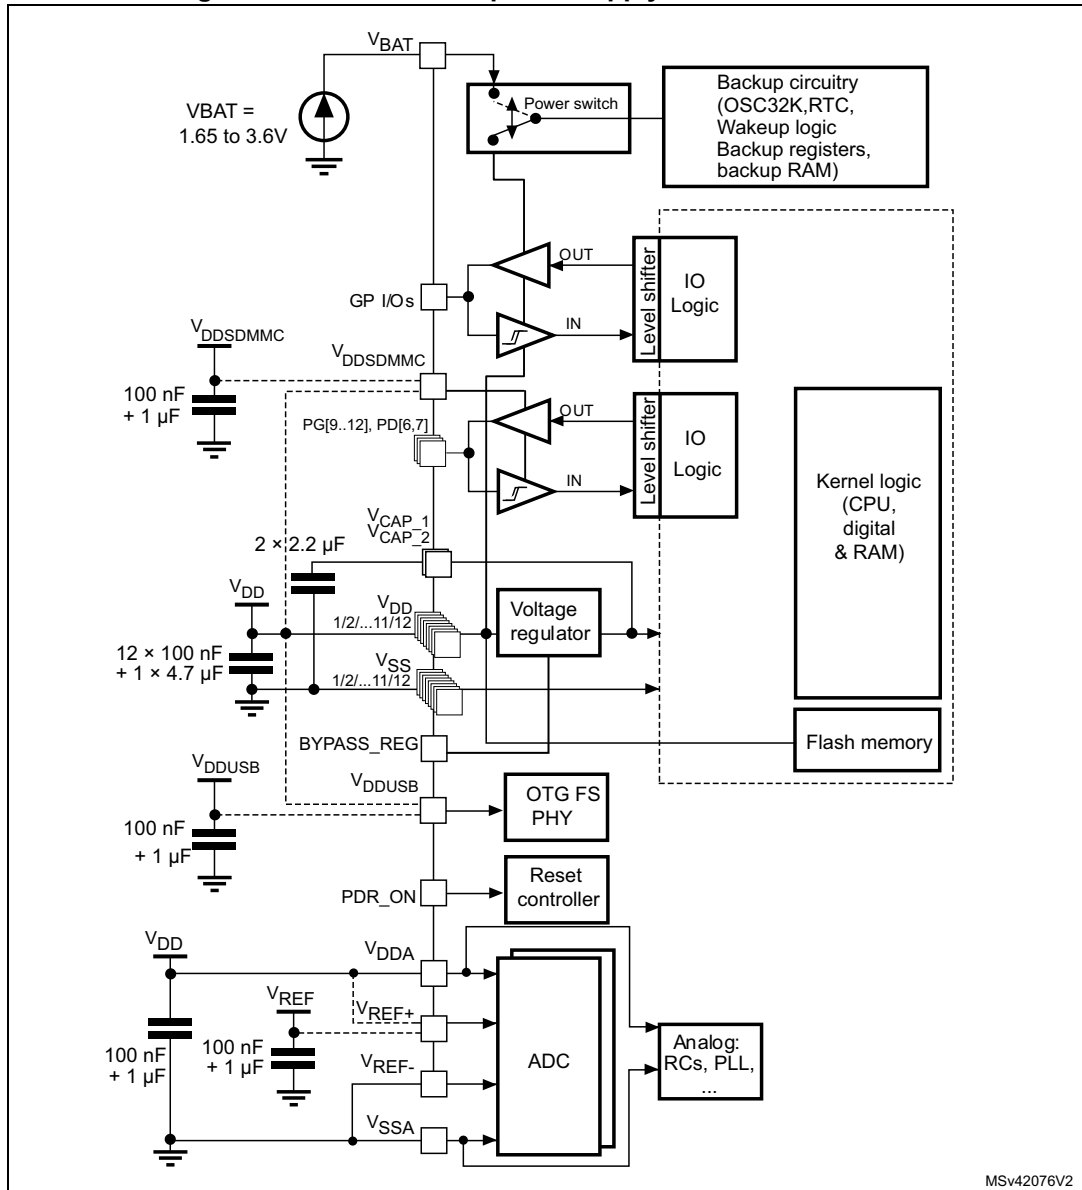 VBAT
VBAT =
1.65 to 3.6V
Power switch
Backup circuitry
(OSC32K,RTC,
Wakeup logic
Backup registers,
backup RAM)
OUT
IN
Level shifter
IO
Logic
GP I/Os
VDDSDMMC
100 nF
+ 1 µF
VDDSDMMC
PG[9..12], PD[6,7]
OUT
IN
Level shifter
IO
Logic
Kernel logic
(CPU,
digital
& RAM)
VCAP_1
VCAP_2
2 × 2.2 µF
VDD
12 × 100 nF
+ 1 × 4.7 µF
VDD
1/2/...11/12
Voltage
regulator
VSS
1/2/...11/12
BYPASS_REG
Flash memory
VDDUSB
100 nF
+ 1 µF
VDDUSB
OTG FS
PHY
PDR_ON
Reset
controller
VDD
100 nF
+ 1 µF
VREF
100 nF
+ 1 µF
VDDA
VREF+
VREF-
VSSA
ADC
Analog:
RCs, PLL,
...
MSv42076V2